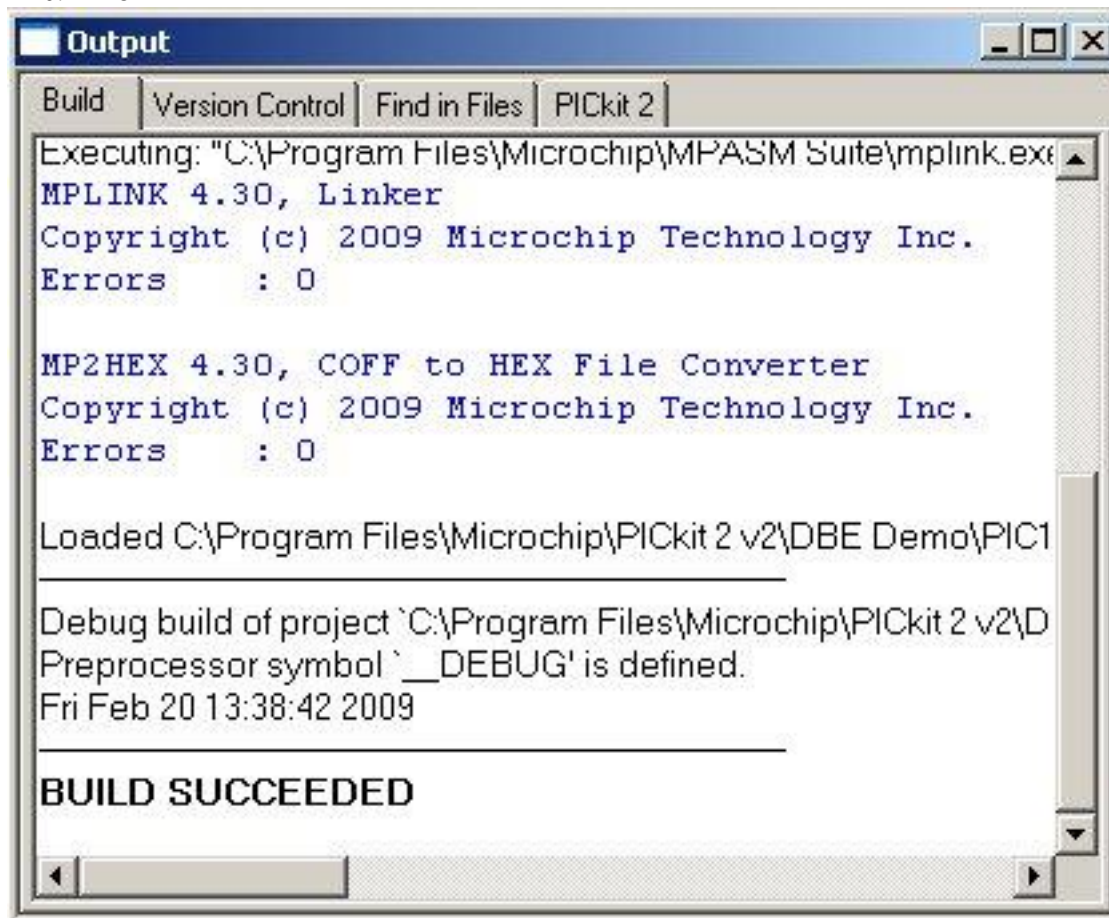 Output
Build Version Control Find in Files PICkit 2
Executing: "C:\Program Files\Microchip\MPASM Suite\mplink.exe
MPLINK 4.30, Linker
Copyright (c) 2009 Microchip Technology Inc.
Errors : 0
MP2HEX 4.30, COFF to HEX File Converter
Copyright (c) 2009 Microchip Technology Inc.
Errors : 0
Loaded C:\Program Files\Microchip\PICkit 2 v2\DBE Demo\PIC1
Debug build of project `C:\Program Files\Microchip\PICkit 2 v2\D
Preprocessor symbol `__DEBUG' is defined.
Fri Feb 20 13:38:42 2009
BUILD SUCCEEDED